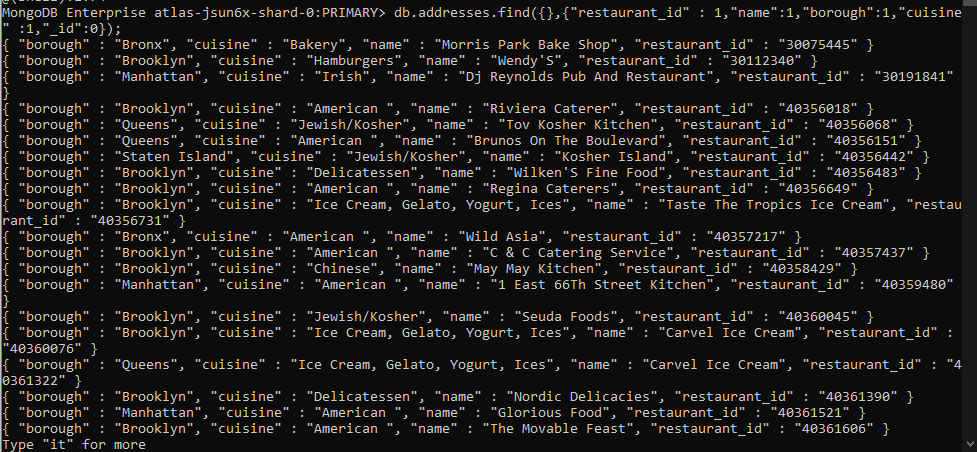 MongoDB Enterprise atlas-jsun6x-shard-0:PRIMARY> db.addresses.find({},{"restaurant_id" : 1,"name":1,"borough":1,"cuisine
" :1,"_id":0});
{ "borough" : "Bronx", "cuisine" : "Bakery", "name" : "Morris Park Bake Shop", "restaurant_id" : "30075445" }
{ "borough" : "Brooklyn", "cuisine" : "Hamburgers", "name" : "Wendy'S", "restaurant_id" : "30112340" }
{ "borough" : "Manhattan", "cuisine" : "Irish", "name" : "Dj Reynolds Pub And Restaurant", "restaurant_id" : "30191841"
}
{ "borough" : "Brooklyn", "cuisine" : "American ", "name" : "Riviera Caterer", "restaurant_id" : "40356018" }
{ "borough" : "Queens", "cuisine" : "Jewish/Kosher", "name" : "Tov Kosher Kitchen", "restaurant_id" : "40356068" }
{ "borough" : "Queens", "cuisine" : "American ", "name" : "Brunos On The Boulevard", "restaurant_id" : "40356151" }
{ "borough" : "Staten Island", "cuisine" : "Jewish/Kosher", "name" : "Kosher Island", "restaurant_id" : "40356442" }
{ "borough" : "Brooklyn", "cuisine" : "Delicatessen", "name" : "Wilken'S Fine Food", "restaurant_id" : "40356483" }
{ "borough" : "Brooklyn", "cuisine" : "American ", "name" : "Regina Caterers", "restaurant_id" : "40356649" }
{ "borough" : "Brooklyn", "cuisine" : "Ice Cream, Gelato, Yogurt, Ices", "name" : "Taste The Tropics Ice Cream", "restau
rant_id" : "40356731" }
{ "borough" : "Bronx", "cuisine" : "American ", "name" : "Wild Asia", "restaurant_id" : "40357217" }
{ "borough" : "Brooklyn", "cuisine" : "American ", "name" : "C & C Catering Service", "restaurant_id" : "40357437" }
{ "borough" : "Brooklyn", "cuisine" : "Chinese", "name" : "May May Kitchen", "restaurant_id" : "40358429" }
{ "borough" : "Manhattan", "cuisine" : "American ", "name" : "1 East 66Th Street Kitchen", "restaurant_id" : "40359480"
}
{ "borough" : "Brooklyn", "cuisine" : "Jewish/Kosher", "name" : "Seuda Foods", "restaurant_id" : "40360045" }
{ "borough" : "Brooklyn", "cuisine" : "Ice Cream, Gelato, Yogurt, Ices", "name" : "Carvel Ice Cream", "restaurant_id" :
"40360076" }
{ "borough" : "Queens", "cuisine" : "Ice Cream, Gelato, Yogurt, Ices", "name" : "Carvel Ice Cream", "restaurant_id" : "4
0361322" }
{ "borough" : "Brooklyn", "cuisine" : "Delicatessen", "name" : "Nordic Delicacies", "restaurant_id" : "40361390" }
{ "borough" : "Manhattan", "cuisine" : "American ", "name" : "Glorious Food", "restaurant_id" : "40361521" }
{ "borough" : "Brooklyn", "cuisine" : "American ", "name" : "The Movable Feast", "restaurant_id" : "40361606" }
Type "it" for more